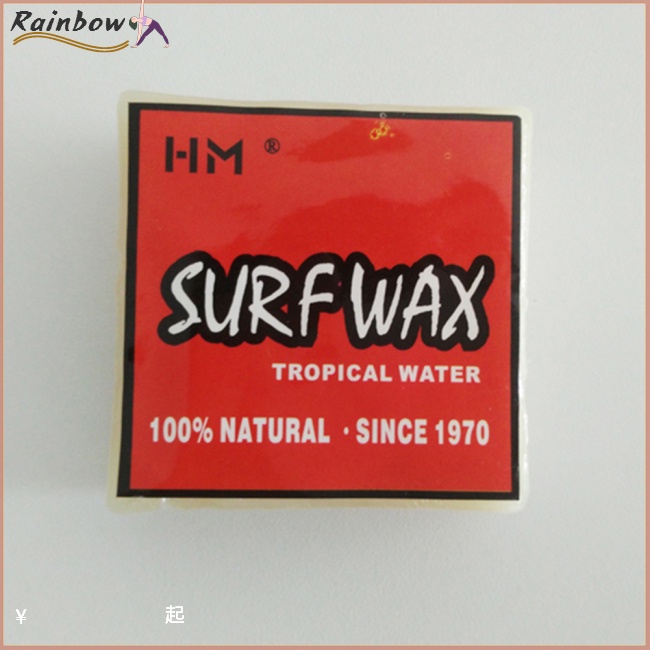 Rainbow
HM ®
SURF WAX
TROPICAL WATER
100% NATURAL · SINCE 1970
¥ 起